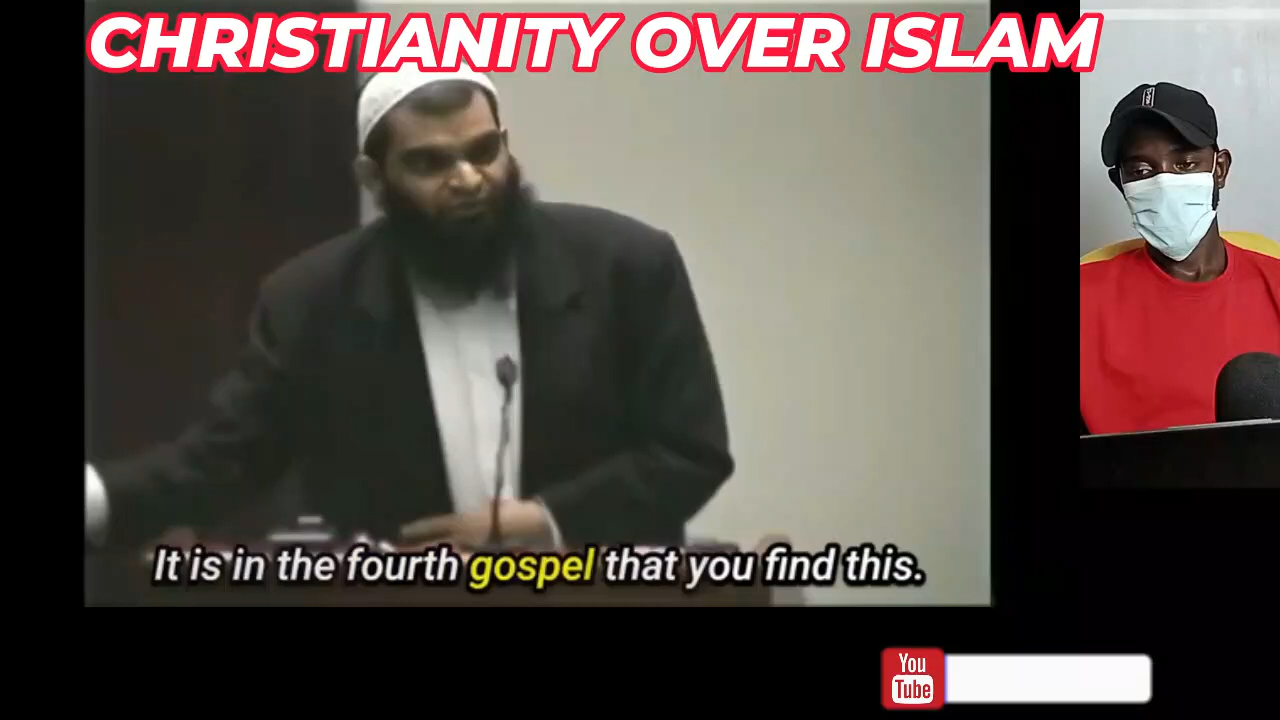 CHRISTIANITY OVER ISLAM
It is in the fourth gospel that you find this.
You
Tube